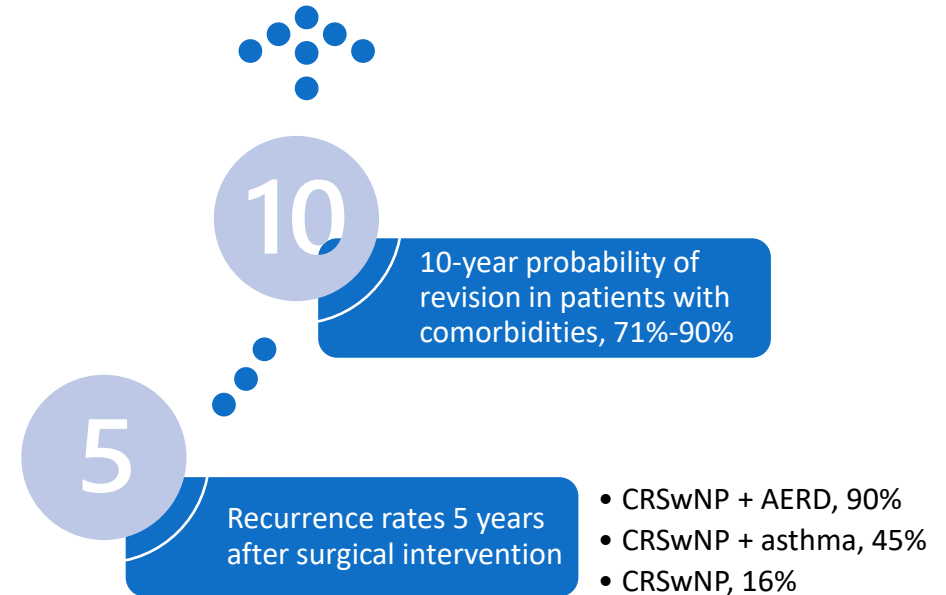 10
10-year probability of
revision in patients with
comorbidities, 71%-90%
5
Recurrence rates 5 years
after surgical intervention
• CRSwNP + AERD, 90%
• CRSwNP + asthma, 45%
• CRSwNP, 16%